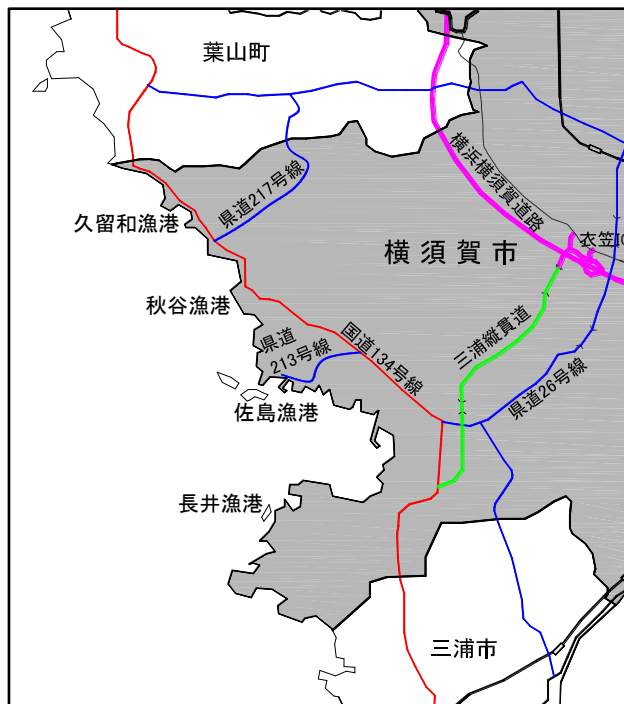 葉山町
横浜横須賀道路
県道217号線
久留和漁港
衣笠IC
横須賀市
秋谷漁港
三浦縦貫道
国道134号線
県道
213号線
県道26号線
佐島漁港
長井漁港
三浦市